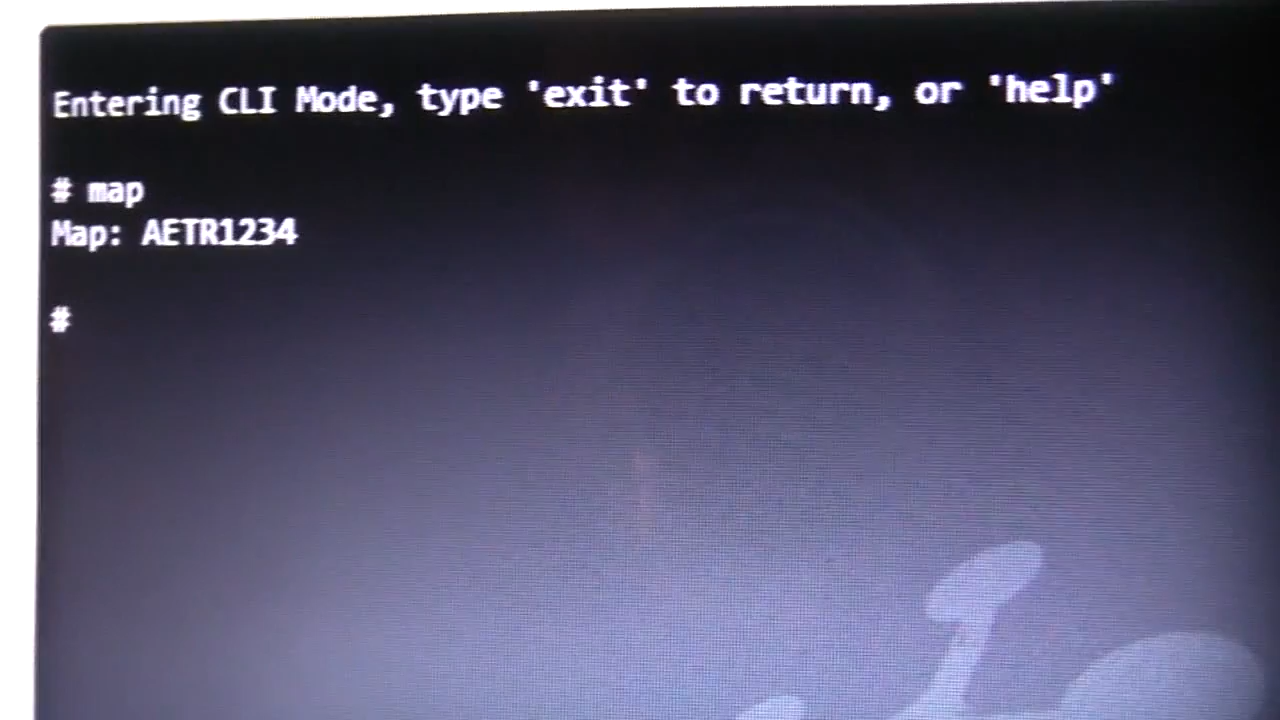 Entering CLI Mode, type 'exit' to return, or 'help'
# map
Map: AETR1234
#